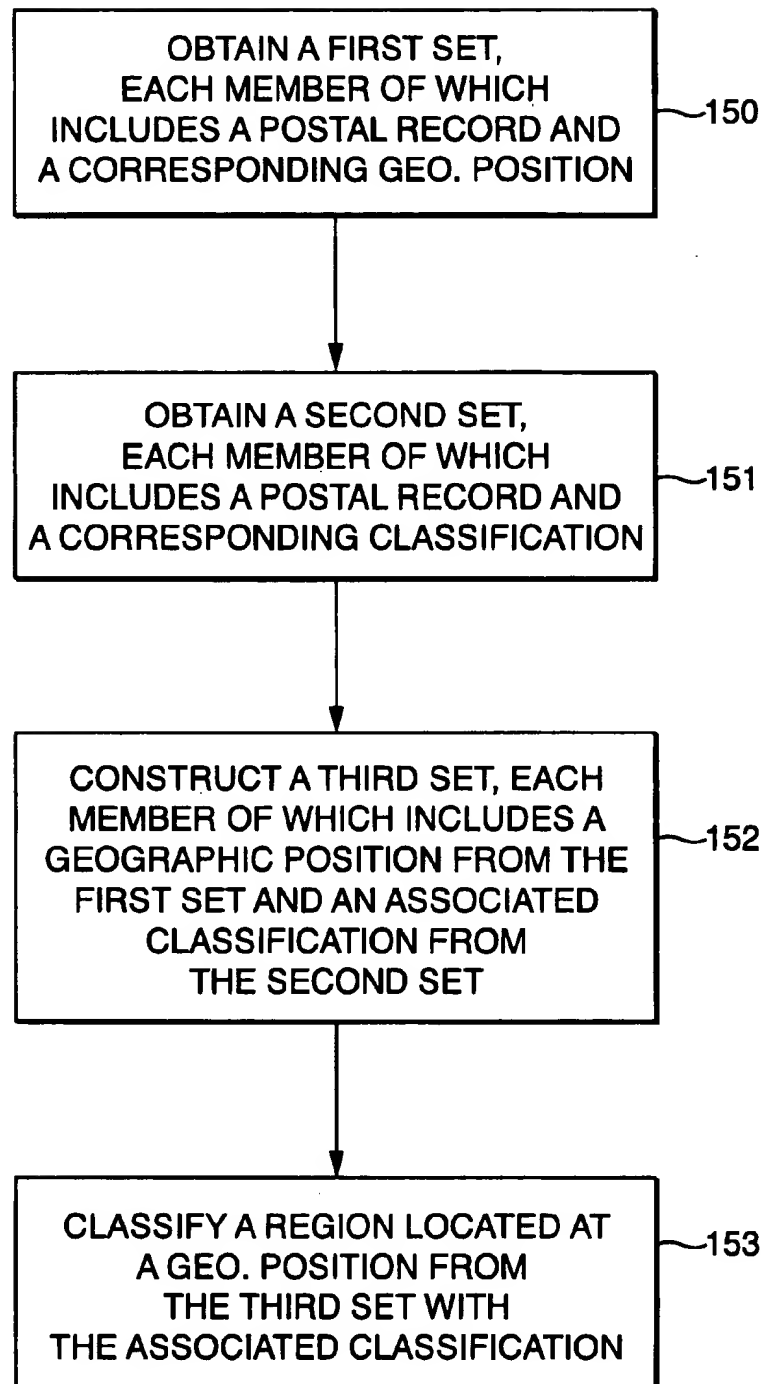 OBTAIN A FIRST SET,
EACH MEMBER OF WHICH
INCLUDES A POSTAL RECORD AND
A CORRESPONDING GEO. POSITION
150
OBTAIN A SECOND SET,
EACH MEMBER OF WHICH
INCLUDES A POSTAL RECORD AND
A CORRESPONDING CLASSIFICATION
151
CONSTRUCT A THIRD SET, EACH
MEMBER OF WHICH INCLUDES A
GEOGRAPHIC POSITION FROM THE
FIRST SET AND AN ASSOCIATED
CLASSIFICATION FROM
THE SECOND SET
152
CLASSIFY A REGION LOCATED AT
A GEO. POSITION FROM
THE THIRD SET WITH
THE ASSOCIATED CLASSIFICATION
153